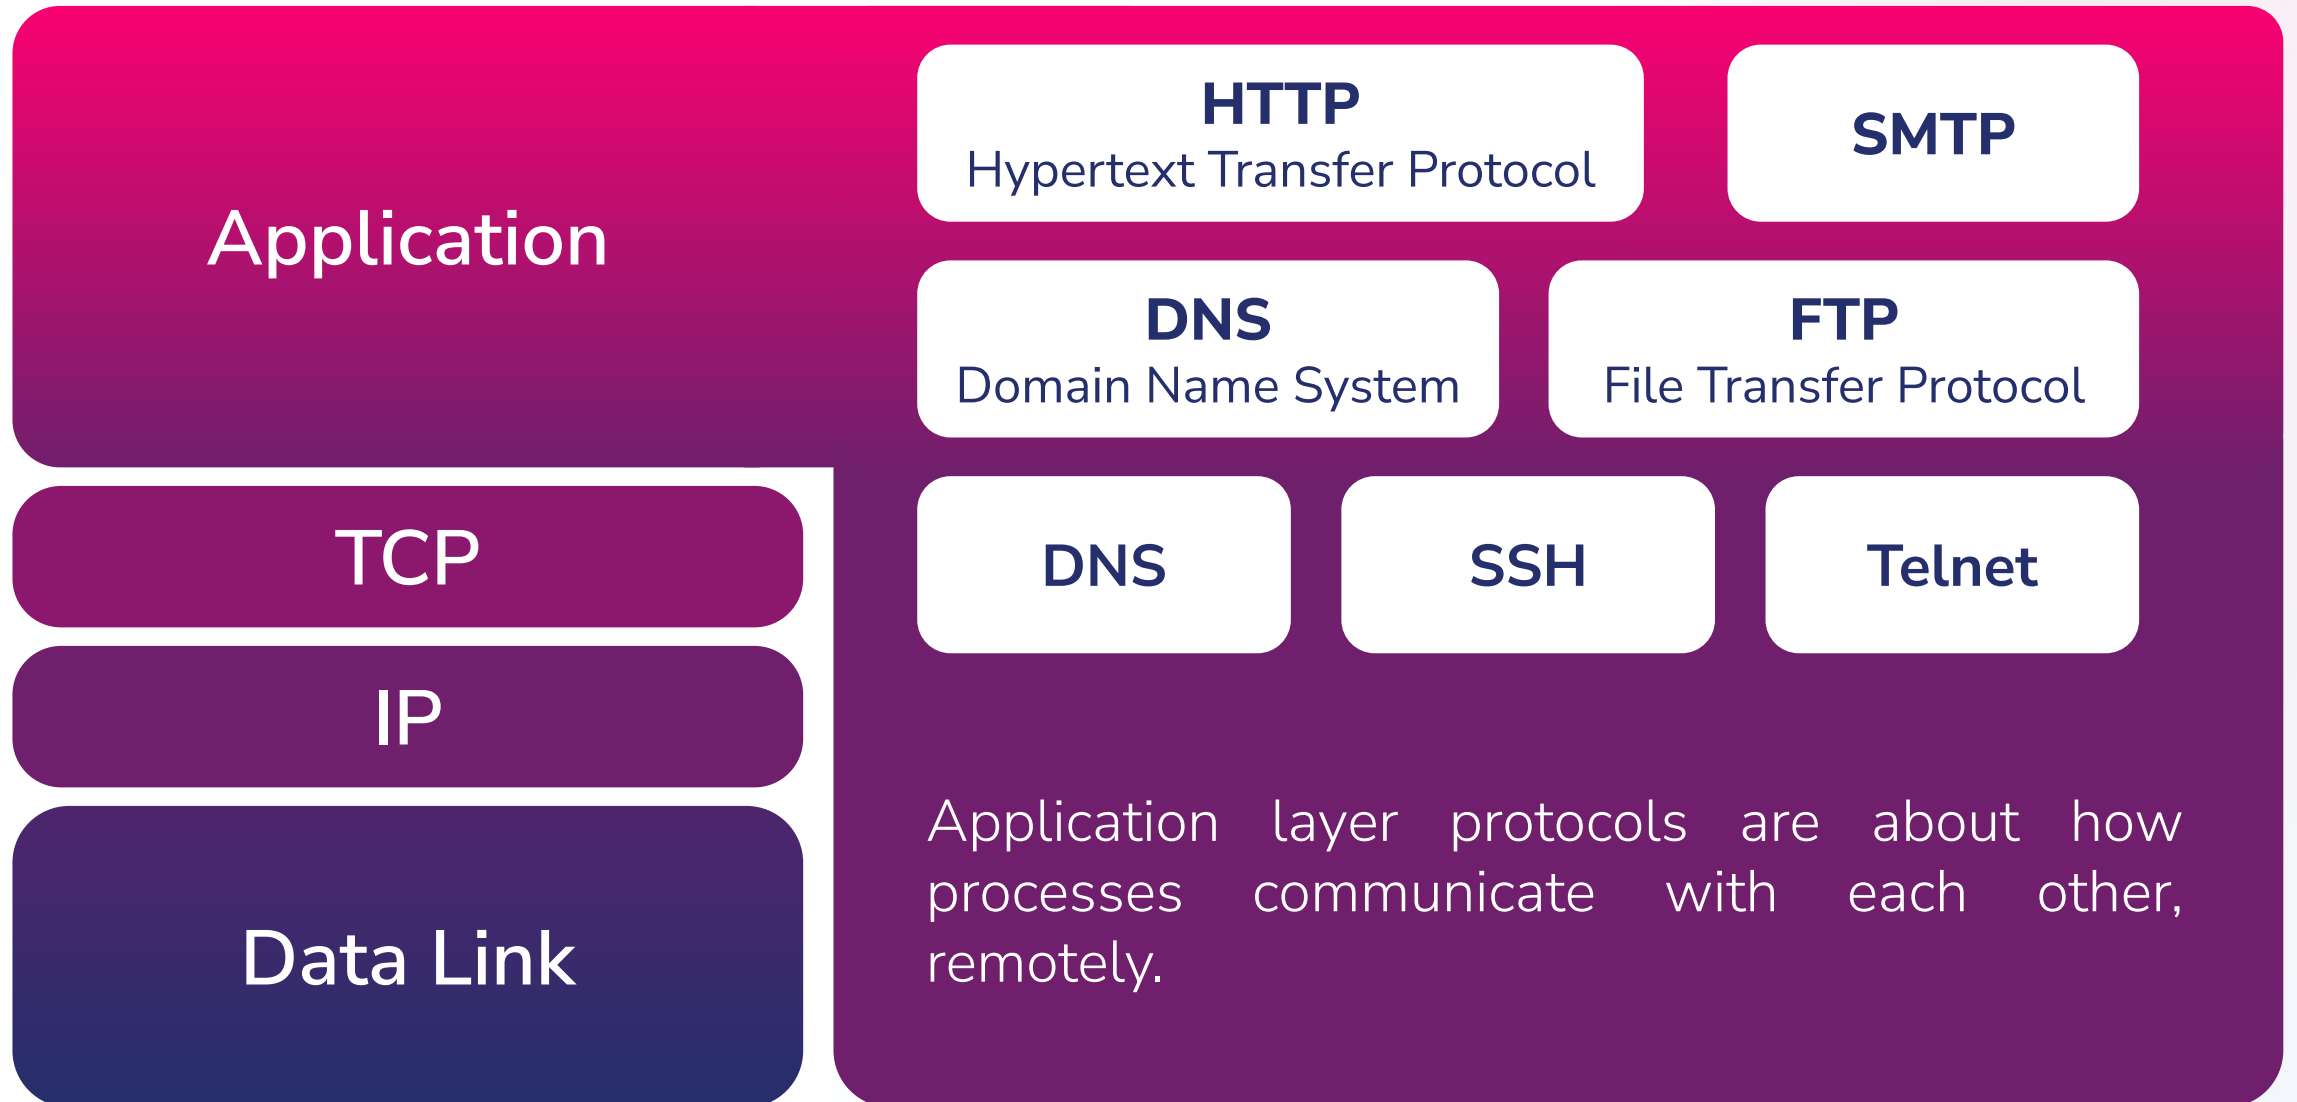 Application
TCP
IP
Data Link
HTTP
Hypertext Transfer Protocol
SMTP
DNS
Domain Name System
FTP
File Transfer Protocol
DNS
SSH
Telnet
Application layer protocols are about how
processes communicate with each other,
remotely.